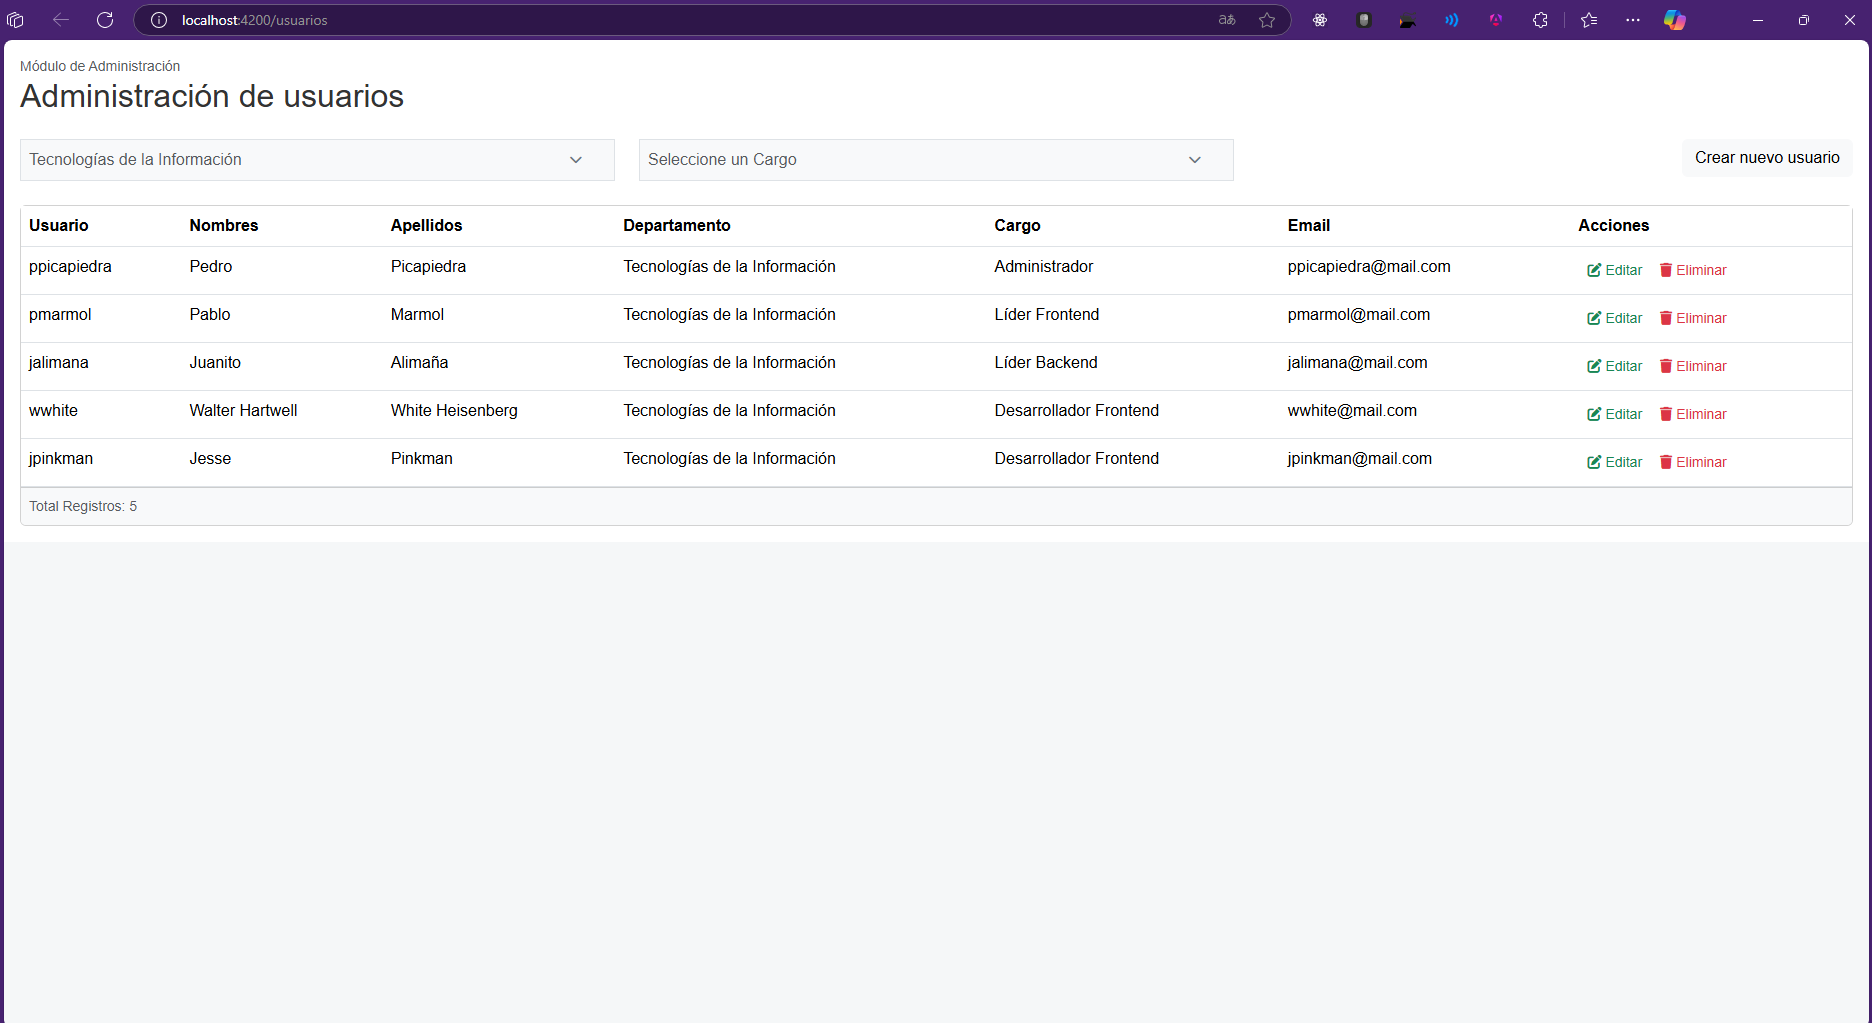 localhost:4200/usuarios
Módulo de Administración
Administración de usuarios
Tecnologías de la Información Seleccione un Cargo Crear nuevo usuario
Usuario Nombres Apellidos Departamento Cargo Email Acciones
ppicapiedra Pedro Picapiedra Tecnologías de la Información Administrador ppicapiedra@mail.com Editar Eliminar
pmarmol Pablo Marmol Tecnologías de la Información Líder Frontend pmarmol@mail.com Editar Eliminar
jalimana Juanito Alimaña Tecnologías de la Información Líder Backend jalimana@mail.com Editar Eliminar
wwhite Walter Hartwell White Heisenberg Tecnologías de la Información Desarrollador Frontend wwhite@mail.com Editar Eliminar
jpinkman Jesse Pinkman Tecnologías de la Información Desarrollador Frontend jpinkman@mail.com Editar Eliminar
Total Registros: 5